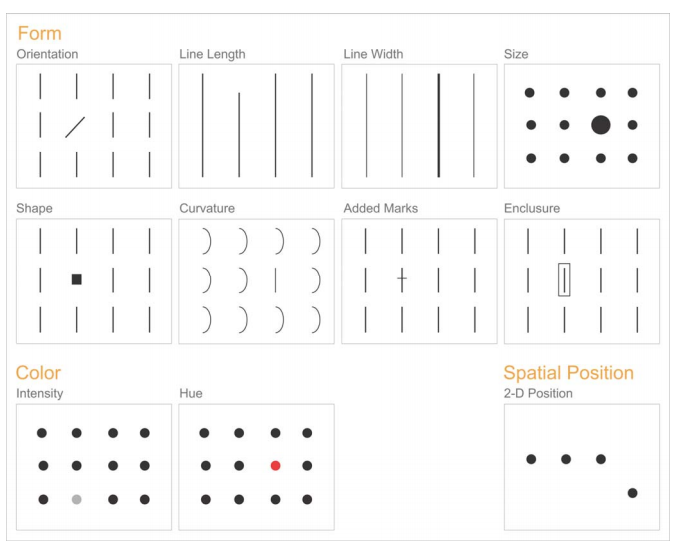 Form
Orientation
Line Length
Line Width
Size
Shape
Curvature
Added Marks
Enclusure
Color
Intensity
Hue
Spatial Position
2-D Position